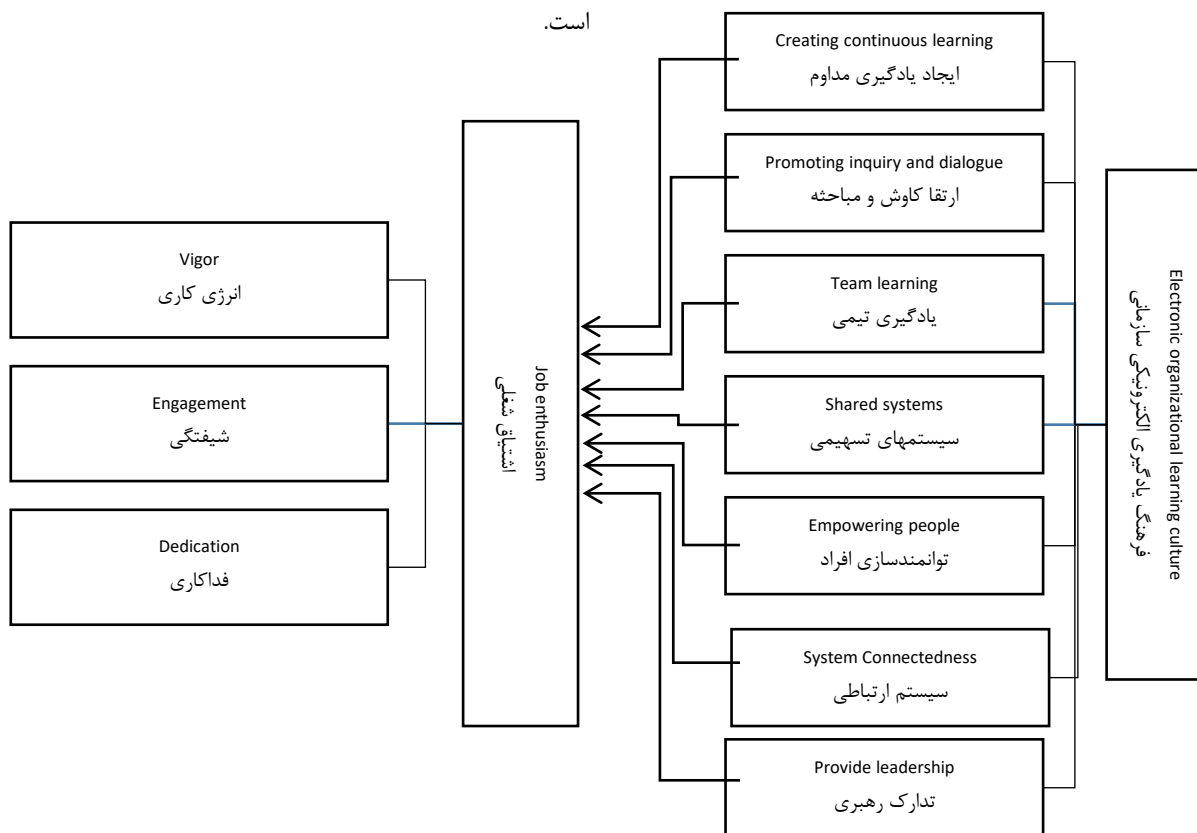 است.
Electronic organizational learning culture
فرهنگ یادگیری الکترونیکی سازمانی
Creating continuous learning
ایجاد یادگیری مداوم
Promoting inquiry and dialogue
ارتقا کاوش و مباحثه
Team learning
یادگیری تیمی
Shared systems
سیستمهای تسهیمی
Empowering people
توانمندسازی افراد
System Connectedness
سیستم ارتباطی
Provide leadership
تدارک رهبری
Job enthusiasm
اشتیاق شغلی
Vigor
انرژی کاری
Engagement
شیفتگی
Dedication
فداکاری